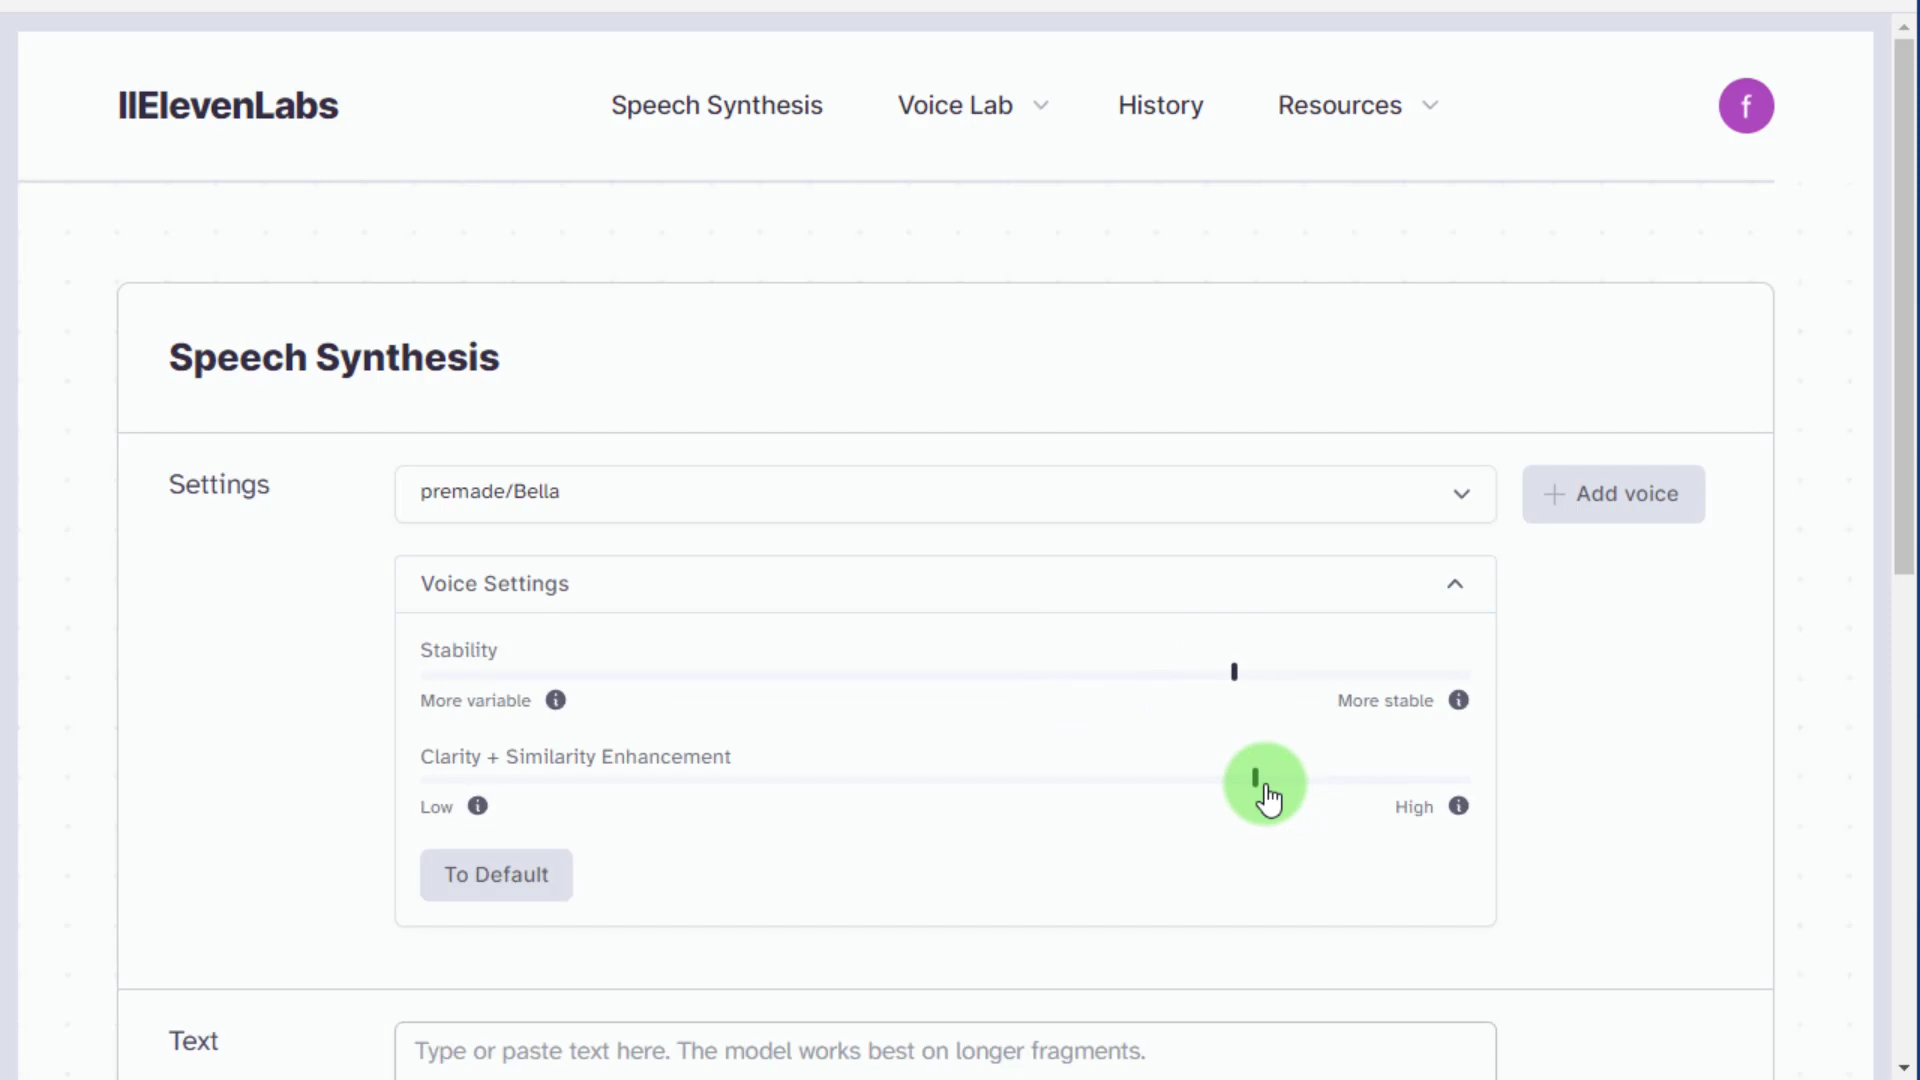 IIElevenLabs
Speech Synthesis
Voice Lab
History
Resources
f
Speech Synthesis
Settings
premade/Bella
Add voice
Voice Settings
Stability
More variable
More stable
Clarity + Similarity Enhancement
Low
High
To Default
Text
Type or paste text here. The model works best on longer fragments.